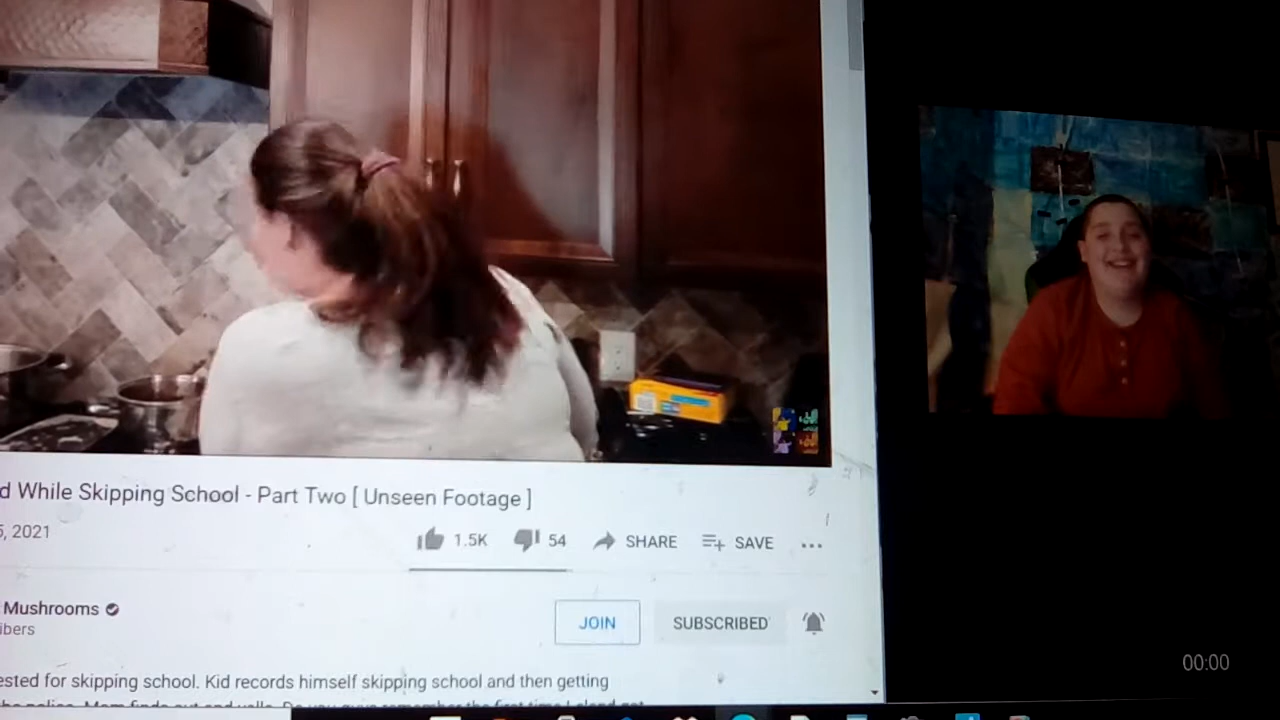 d While Skipping School - Part Two [ Unseen Footage ]
5, 2021
1.5K 54 SHARE SAVE ...
Mushrooms
ibers
JOIN SUBSCRIBED
ested for skipping school. Kid records himself skipping school and then getting
00:00